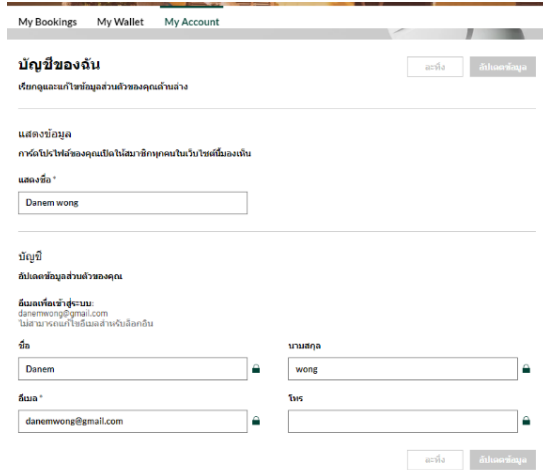 My Bookings My Wallet My Account
บัญชีของฉัน
ละทิ้ง อัปเดตข้อมูล
เรียกดูและแก้ไขข้อมูลส่วนตัวของคุณด้านล่าง
แสดงข้อมูล
การ์ดโปรไฟล์ของคุณเปิดให้สมาชิกทุกคนในเว็บไซต์นี้มองเห็น
แสดงชื่อ *
Danem wong
บัญชี
อัปเดตข้อมูลส่วนตัวของคุณ
อีเมลเพื่อเข้าสู่ระบบ:
danemwong@gmail.com
ไม่สามารถแก้ไขอีเมลสำหรับล็อกอิน
ชื่อ นามสกุล
Danem wong
อีเมล * โทร
danemwong@gmail.com
ละทิ้ง อัปเดตข้อมูล